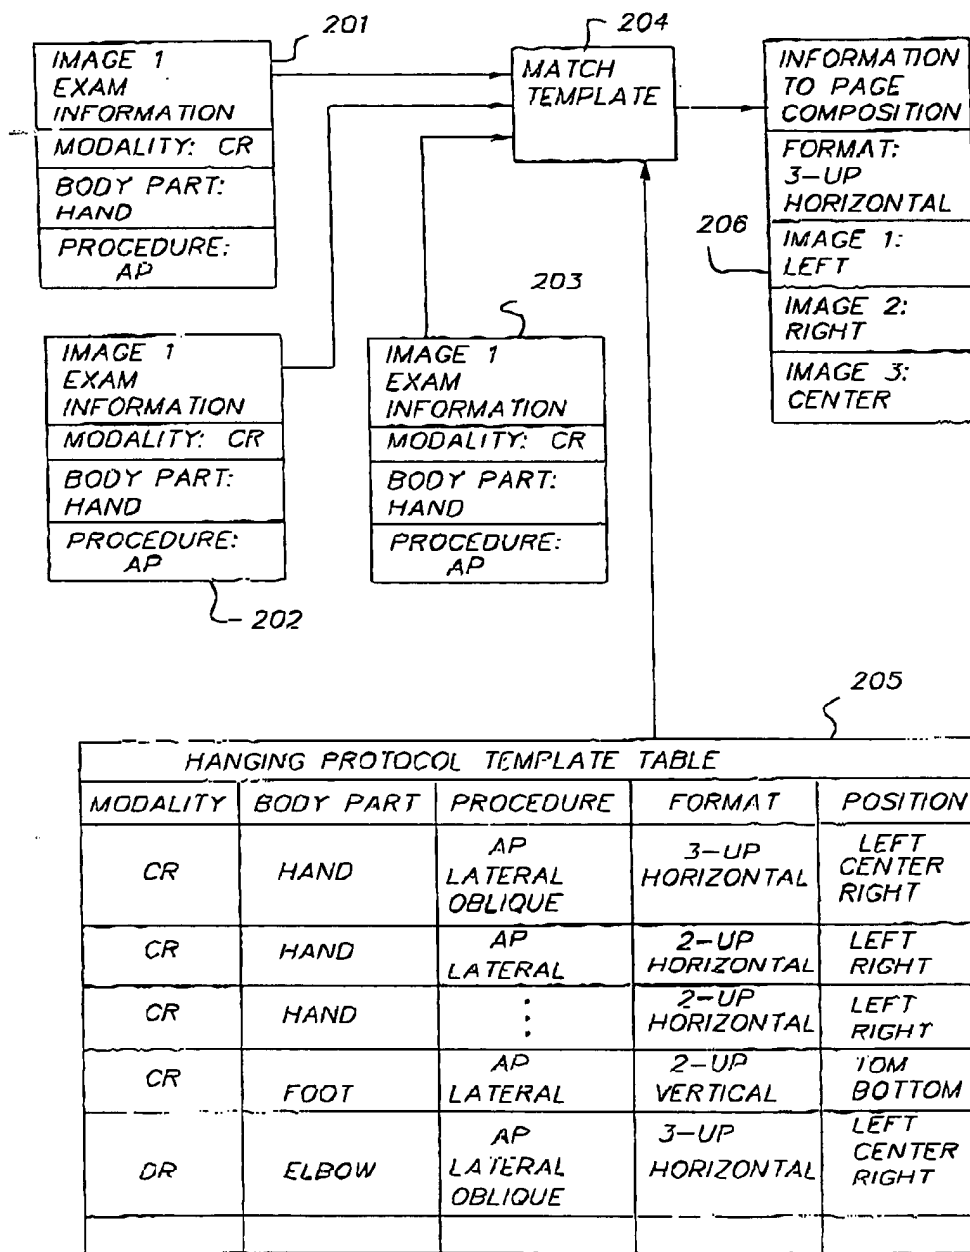 201
IMAGE 1
EXAM
INFORMATION
MODALITY: CR
BODY PART:
HAND
PROCEDURE:
AP
204
MATCH
TEMPLATE
INFORMATION
TO PAGE
COMPOSITION
FORMAT:
3-UP
HORIZONTAL
206
IMAGE 1:
LEFT
IMAGE 2:
RIGHT
IMAGE 3:
CENTER
IMAGE 1
EXAM
INFORMATION
MODALITY: CR
BODY PART:
HAND
PROCEDURE:
AP
202
203
IMAGE 1
EXAM
INFORMATION
MODALITY: CR
BODY PART:
HAND
PROCEDURE:
AP
205
HANGING PROTOCOL TEMPLATE TABLE
MODALITY BODY PART PROCEDURE FORMAT POSITION
CR HAND AP LATERAL OBLIQUE 3-UP HORIZONTAL LEFT CENTER RIGHT
CR HAND AP LATERAL 2-UP HORIZONTAL LEFT RIGHT
CR HAND ⋮ 2-UP HORIZONTAL LEFT RIGHT
CR FOOT AP LATERAL 2-UP VERTICAL TOM BOTTOM
DR ELBOW AP LATERAL OBLIQUE 3-UP HORIZONTAL LEFT CENTER RIGHT